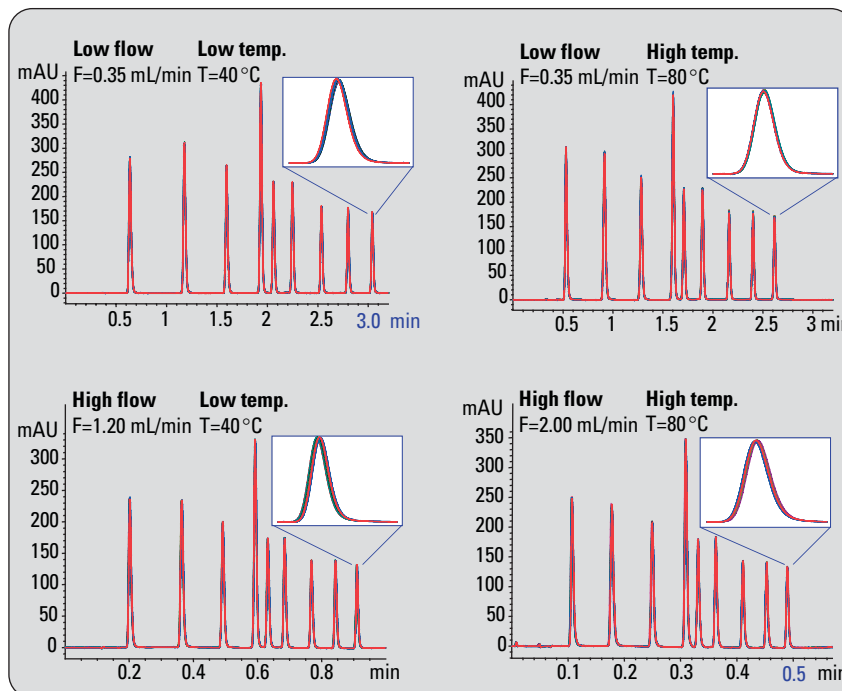 Low flow Low temp.
F=0.35 mL/min T=40 °C
mAU
400
350
300
250
200
150
100
50
0
0.5 1 1.5 2 2.5 3.0 min
Low flow High temp.
F=0.35 mL/min T=80 °C
mAU
400
350
300
250
200
150
100
50
0
0.5 1 1.5 2 2.5 3 min
High flow Low temp.
F=1.20 mL/min T=40 °C
mAU
300
250
200
150
100
50
0
0.2 0.4 0.6 0.8 min
High flow High temp.
F=2.00 mL/min T=80 °C
mAU
350
300
250
200
150
100
50
0
0.1 0.2 0.3 0.4 0.5 min